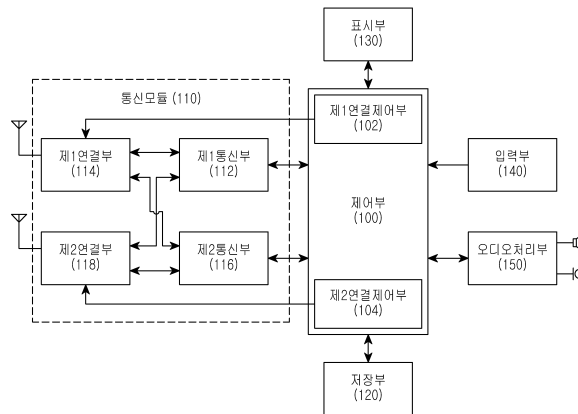 표시부
(130)
통신모듈 (110)
제1연결제어부
(102)
제1연결부
(114)
제1통신부
(112)
입력부
(140)
제어부
(100)
제2연결부
(118)
제2통신부
(116)
오디오처리부
(150)
제2연결제어부
(104)
저장부
(120)